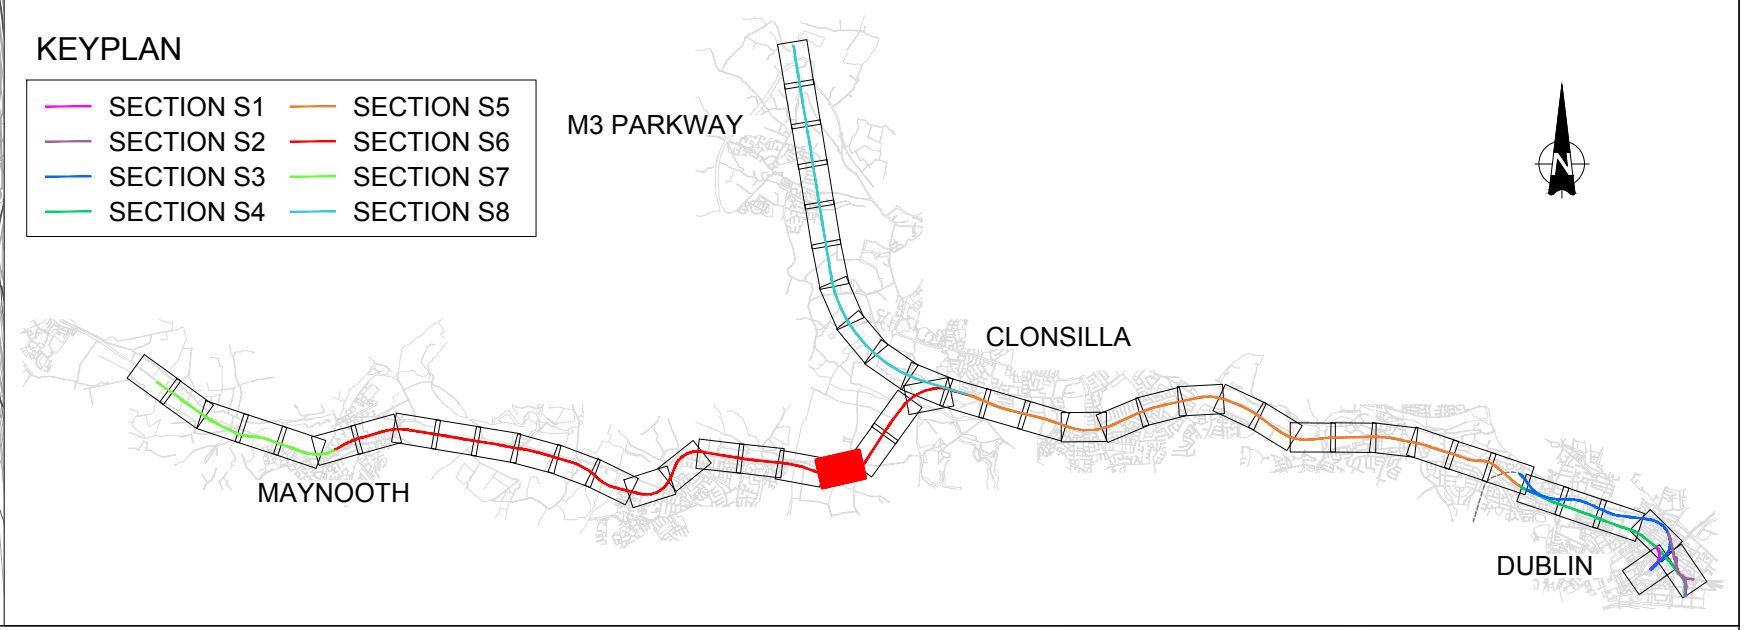 KEYPLAN
SECTION S1
SECTION S5
SECTION S2
SECTION S6
SECTION S3
SECTION S7
SECTION S4
SECTION S8
M3 PARKWAY
N
CLONSILLA
MAYNOOTH
DUBLIN